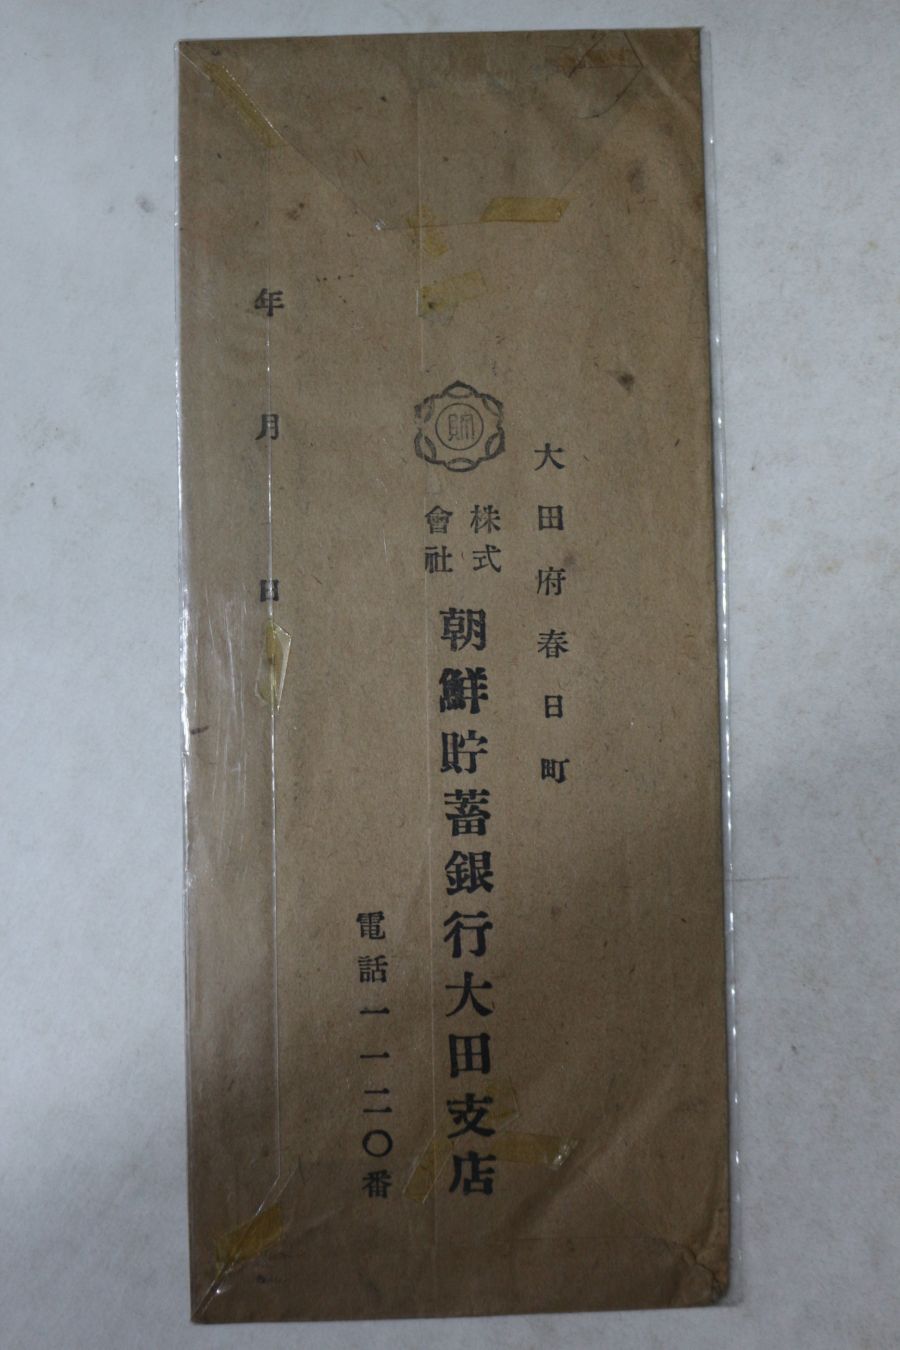 大田府春日町
株式
會社
朝鮮貯蓄銀行大田支店
電話一一二〇番
年月日